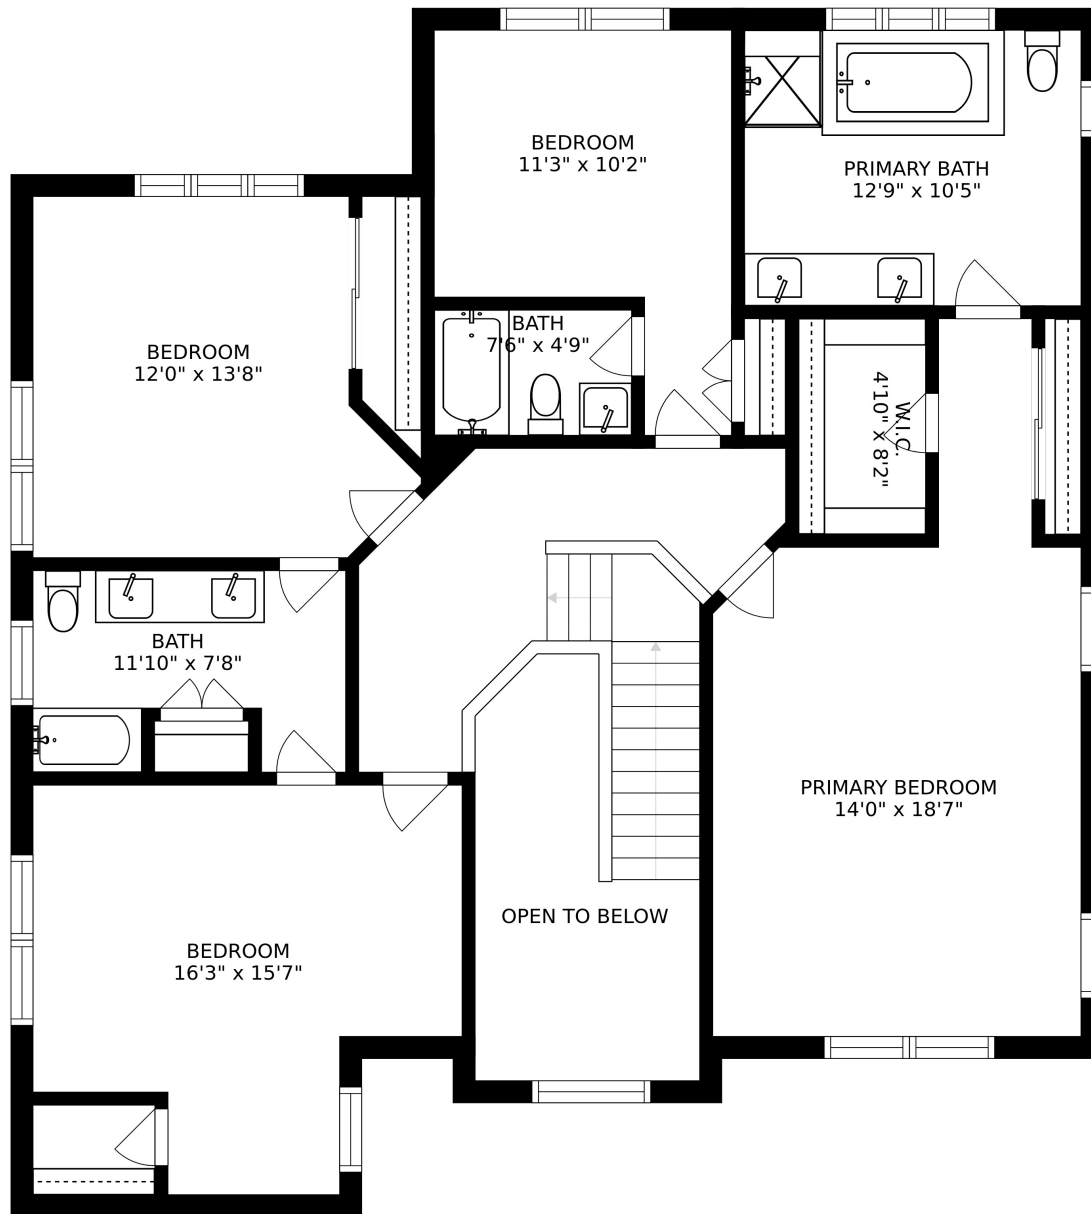 BEDROOM
11'3" x 10'2"
PRIMARY BATH
12'9" x 10'5"
BATH
7'6" x 4'9"
BEDROOM
12'0" x 13'8"
W.I.C.
4'10" x 8'2"
BATH
11'10" x 7'8"
PRIMARY BEDROOM
14'0" x 18'7"
OPEN TO BELOW
BEDROOM
16'3" x 15'7"